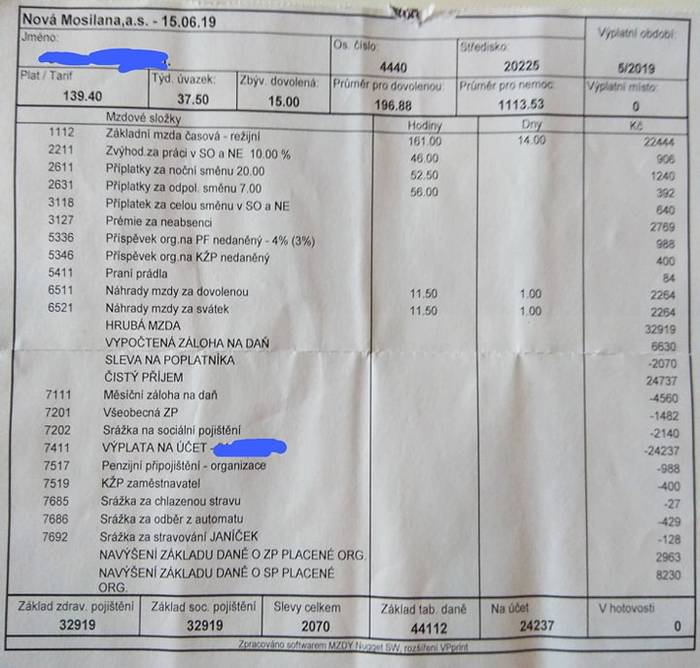 Nová Mosilana,a.s. - 15.06.19
Jméno: Os. číslo: Středisko: Výplatní období:
4440 20225 5/2019
Plat / Tarif Týd. úvazek: Zbýv. dovolená: Průměr pro dovolenou: Průměr pro nemoc: Výplatní místo:
139.40 37.50 15.00 196.88 1113.53 0
Mzdové složky Hodiny Dny Kč
1112 Základní mzda časová - režijní 161.00 14.00 22444
2211 Zvýhod.za práci v SO a NE 10.00 % 46.00 906
2611 Příplatky za noční směnu 20.00 52.50 1240
2631 Příplatky za odpol. směnu 7.00 56.00 392
3118 Příplatek za celou směnu v SO a NE 640
3127 Prémie za neabsenci 2769
5336 Příspěvek org.na PF nedaněný - 4% (3%) 988
5346 Příspěvek org.na KŽP nedaněný 400
5411 Praní prádla 84
6511 Náhrady mzdy za dovolenou 11.50 1.00 2264
6521 Náhrady mzdy za svátek 11.50 1.00 2264
HRUBÁ MZDA 32919
VYPOČTENÁ ZÁLOHA NA DAŇ 6630
SLEVA NA POPLATNÍKA -2070
ČISTÝ PŘÍJEM 24737
7111 Měsíční záloha na daň -4560
7201 Všeobecná ZP -1482
7202 Srážka na sociální pojištění -2140
7411 VÝPLATA NA ÚČET - -24237
7517 Penzijní připojištění - organizace -988
7519 KŽP zaměstnavatel -400
7685 Srážka za chlazenou stravu -27
7686 Srážka za odběr z automatu -429
7692 Srážka za stravování JANÍČEK -128
NAVÝŠENÍ ZÁKLADU DANĚ O ZP PLACENÉ ORG. 2963
NAVÝŠENÍ ZÁKLADU DANĚ O SP PLACENÉ 8230
ORG.
Základ zdrav. pojištění Základ soc. pojištění Slevy celkem Základ tab. daně Na účet V hotovosti
32919 32919 2070 44112 24237 0
Zpracováno softwarem MZDY Nugget SW, rozšíření VPprint